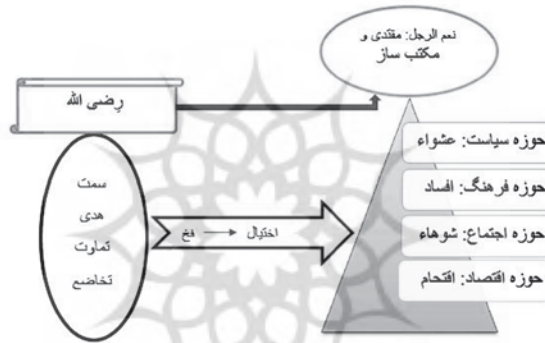 نعم الرجل: مقتدی و
مکتب ساز
رِضی الله
حوزه سیاست: عشواء
حوزه فرهنگ: افساد
حوزه اجتماع: شوهاء
حوزه اقتصاد: اقتحام
سمت
هدی
تماوت
تخاضع
اختیال
فخ